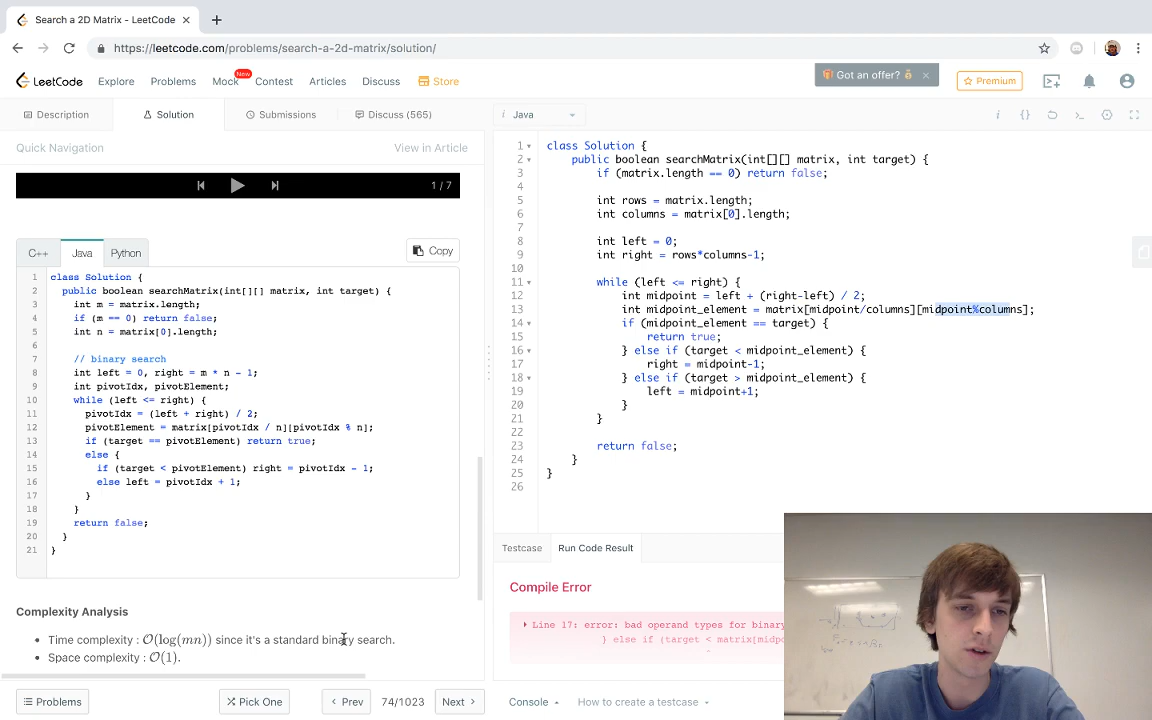 Search a 2D Matrix - LeetCode
https://leetcode.com/problems/search-a-2d-matrix/solution/
LeetCode Explore Problems Mock New Contest Articles Discuss Store Got an offer? Premium
Description Solution Submissions Discuss (565) i Java
Quick Navigation View in Article
1 / 7
C++ Java Python Copy
1 class Solution {
2 public boolean searchMatrix(int[][] matrix, int target) {
3 int m = matrix.length;
4 if (m == 0) return false;
5 int n = matrix[0].length;
6
7 // binary search
8 int left = 0, right = m * n - 1;
9 int pivotIdx, pivotElement;
10 while (left <= right) {
11 pivotIdx = (left + right) / 2;
12 pivotElement = matrix[pivotIdx / n][pivotIdx % n];
13 if (target == pivotElement) return true;
14 else {
15 if (target < pivotElement) right = pivotIdx - 1;
16 else left = pivotIdx + 1;
17 }
18 }
19 return false;
20 }
21 }
Complexity Analysis
Time complexity : O(log(mn)) since it's a standard binary search.
Space complexity : O(1).
Problems Pick One Prev 74/1023 Next
1 class Solution {
2 public boolean searchMatrix(int[][] matrix, int target) {
3 if (matrix.length == 0) return false;
4
5 int rows = matrix.length;
6 int columns = matrix[0].length;
7
8 int left = 0;
9 int right = rows*columns-1;
10
11 while (left <= right) {
12 int midpoint = left + (right-left) / 2;
13 int midpoint_element = matrix[midpoint/columns][midpoint%columns];
14 if (midpoint_element == target) {
15 return true;
16 } else if (target < midpoint_element) {
17 right = midpoint-1;
18 } else if (target > midpoint_element) {
19 left = midpoint+1;
20 }
21 }
22
23 return false;
24 }
25 }
26
Testcase Run Code Result
Compile Error
Line 17: error: bad operand types for binary
} else if (target < matrix[midpo
^
Console How to create a testcase